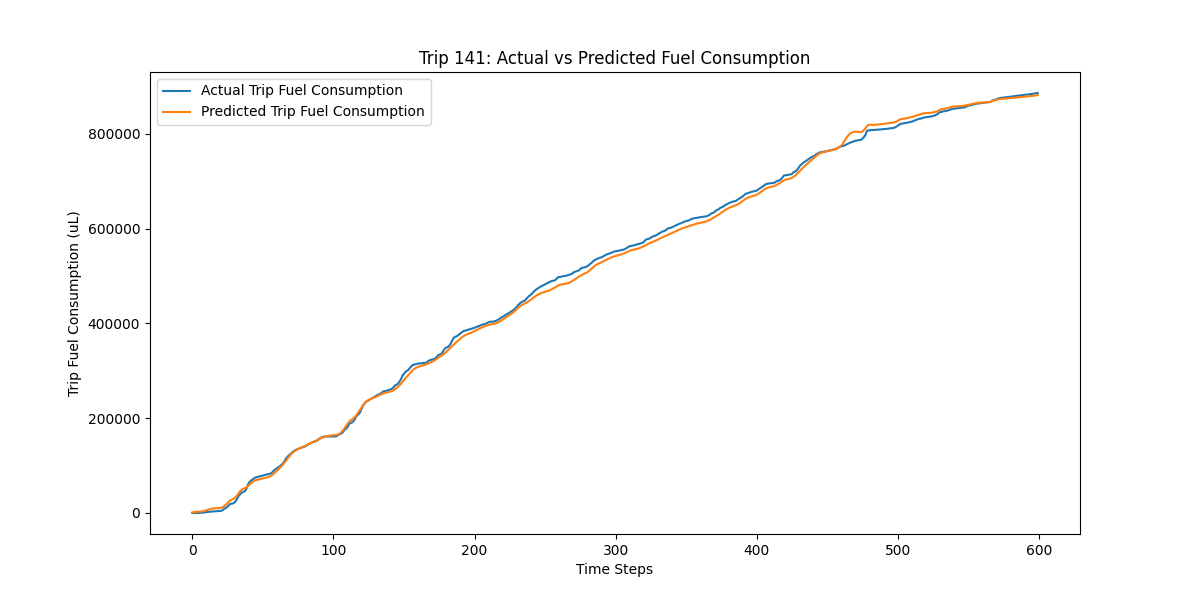 Trip 141: Actual vs Predicted Fuel Consumption
Actual Trip Fuel Consumption
Predicted Trip Fuel Consumption
Trip Fuel Consumption (uL)
800000
600000
400000
200000
0
0 100 200 300 400 500 600
Time Steps